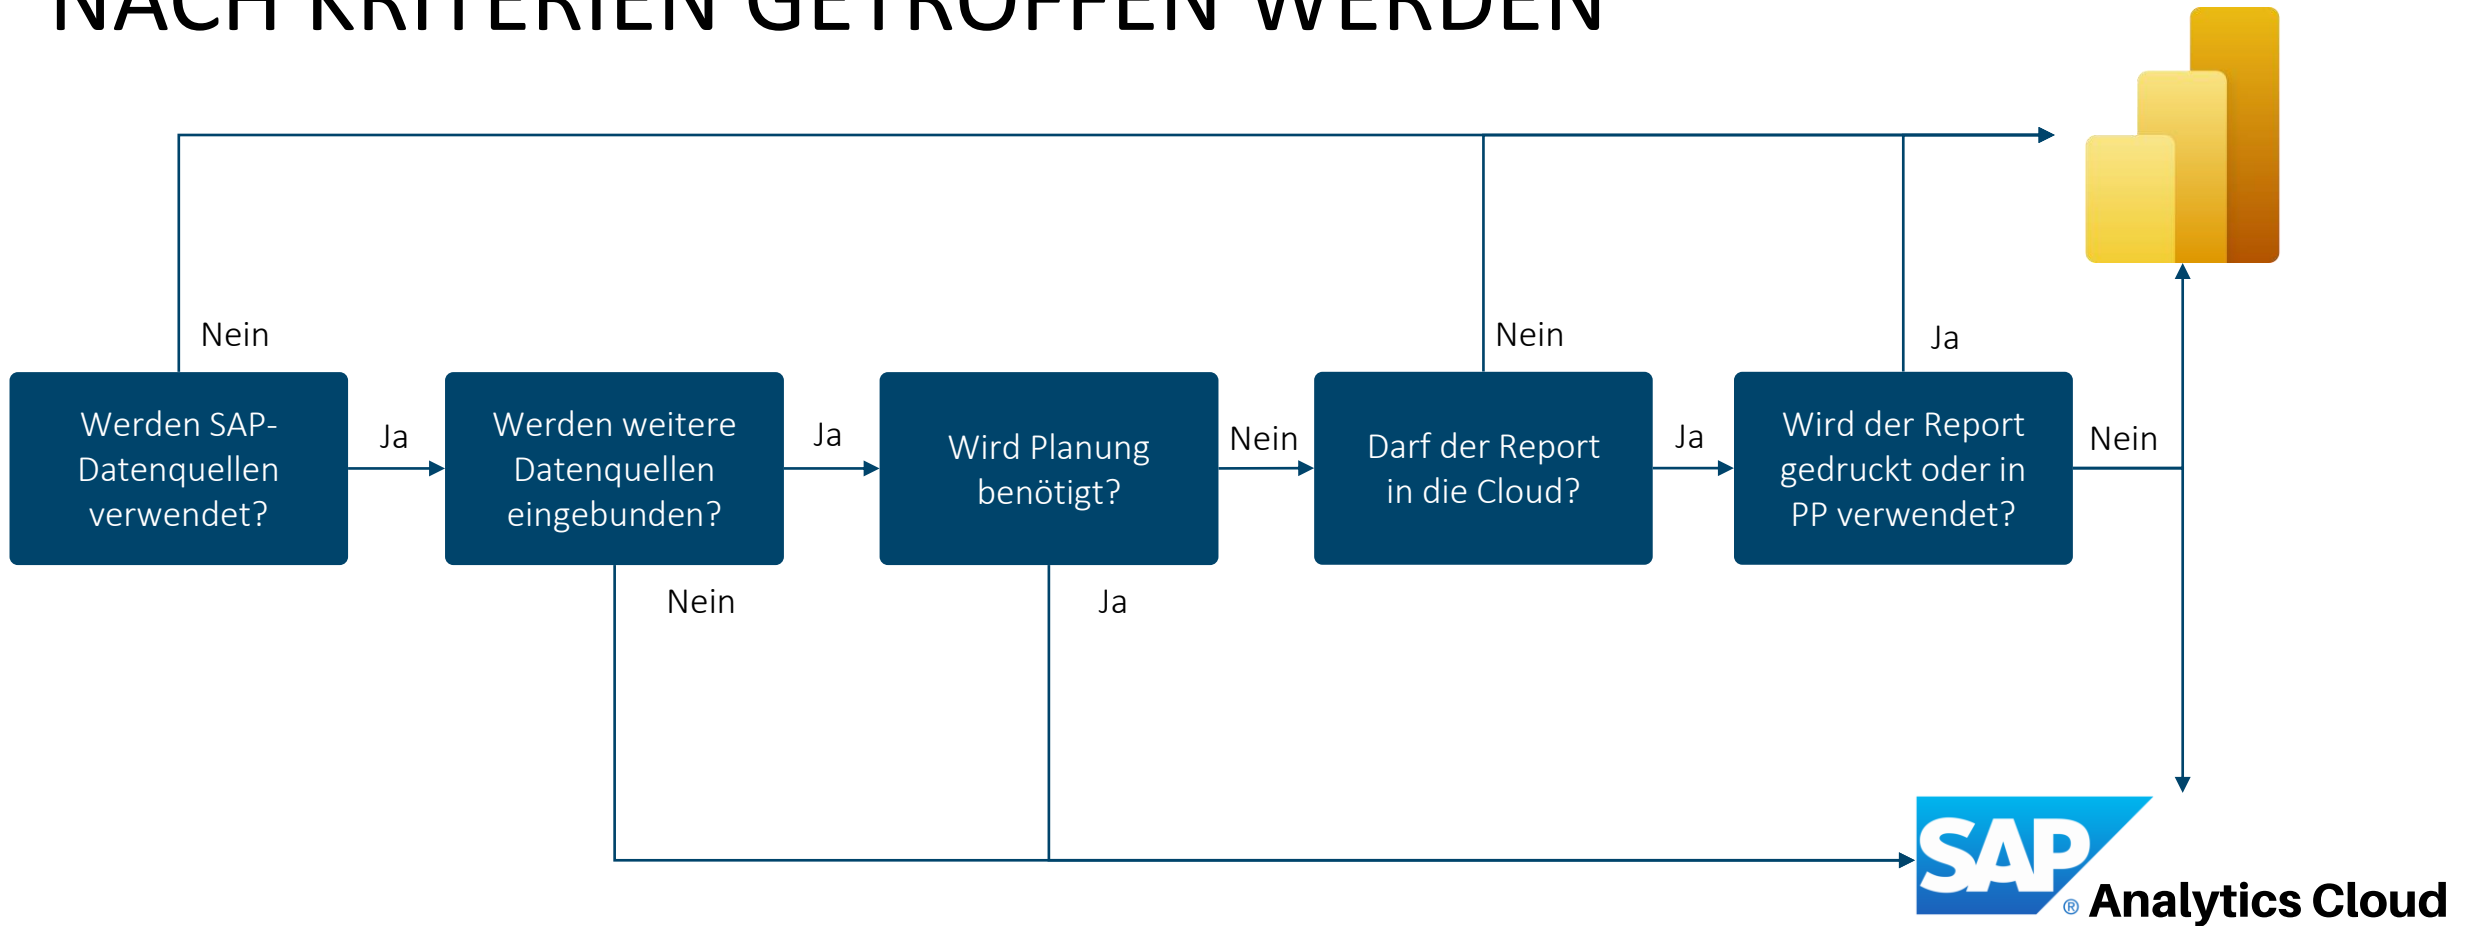 NACH KRITERIEN GETROFFEN WERDEN
Nein
Nein
Ja
Werden SAP-
Datenquellen
verwendet?
Ja
Werden weitere
Datenquellen
eingebunden?
Ja
Wird Planung
benötigt?
Nein
Darf der Report
in die Cloud?
Ja
Wird der Report
gedruckt oder in
PP verwendet?
Nein
Nein
Ja
SAP
® Analytics Cloud